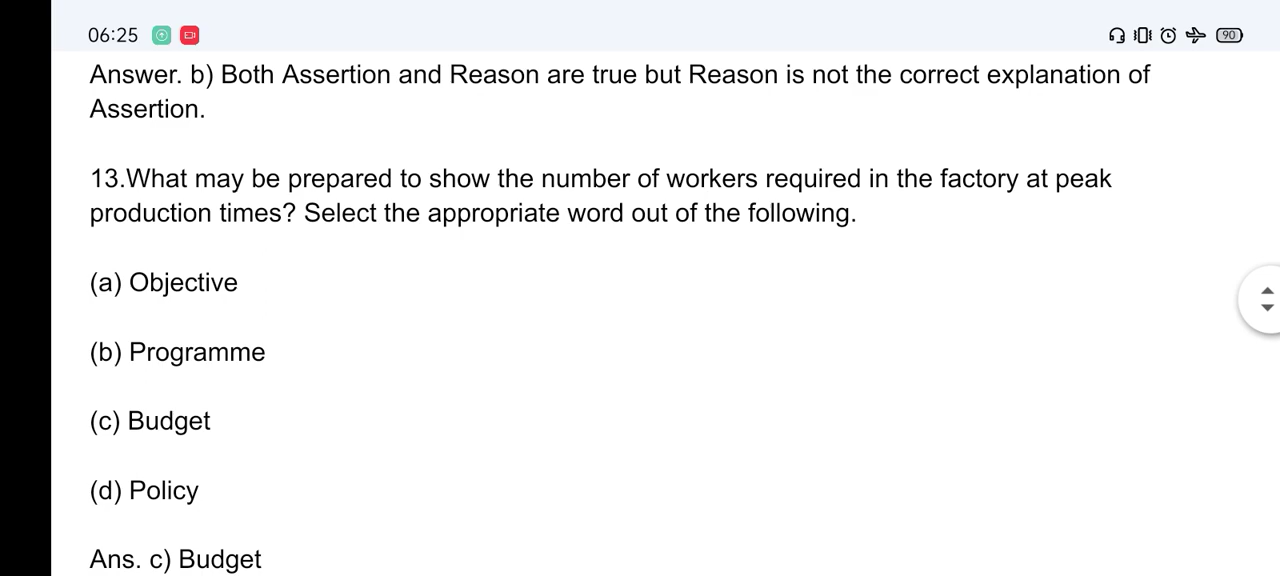 06:25
90
Answer. b) Both Assertion and Reason are true but Reason is not the correct explanation of
Assertion.
13.What may be prepared to show the number of workers required in the factory at peak
production times? Select the appropriate word out of the following.
(a) Objective
(b) Programme
(c) Budget
(d) Policy
Ans. c) Budget